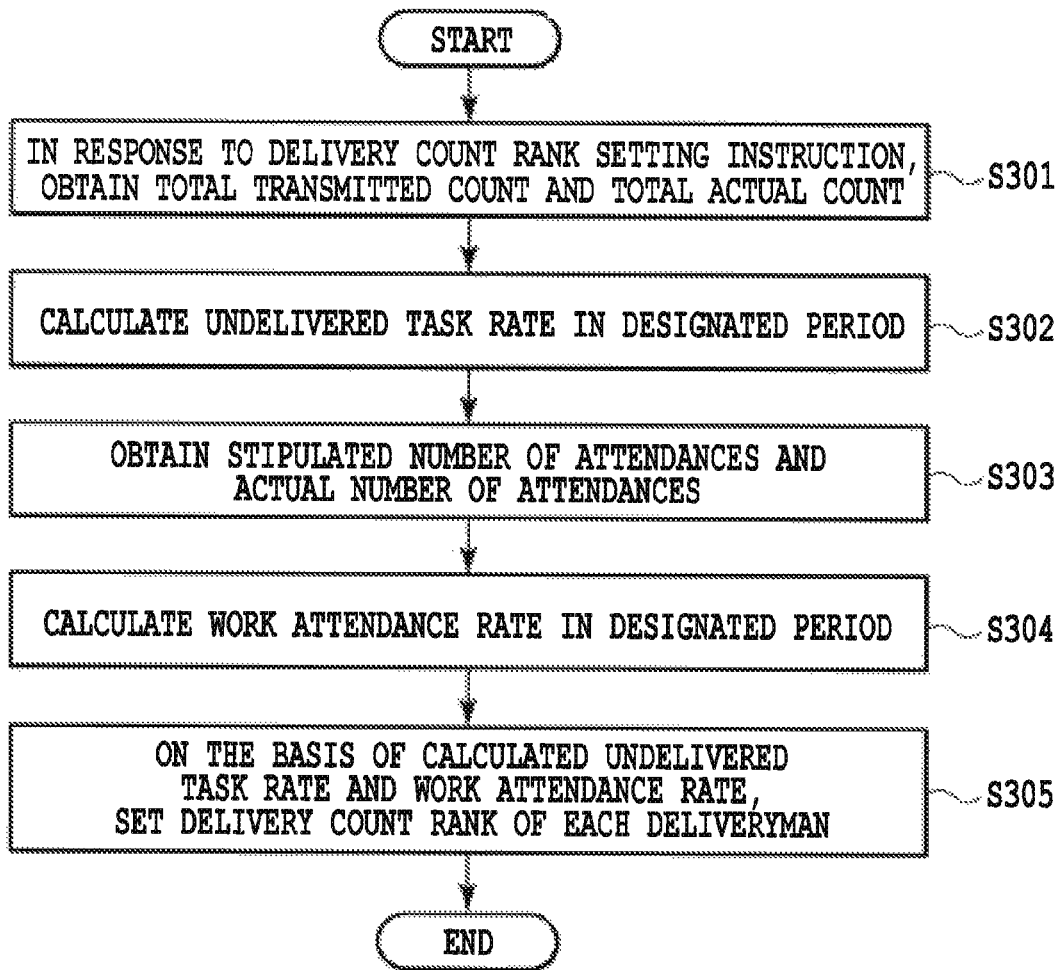 START
IN RESPONSE TO DELIVERY COUNT RANK SETTING INSTRUCTION,
OBTAIN TOTAL TRANSMITTED COUNT AND TOTAL ACTUAL COUNT
S301
CALCULATE UNDELIVERED TASK RATE IN DESIGNATED PERIOD
S302
OBTAIN STIPULATED NUMBER OF ATTENDANCES AND
ACTUAL NUMBER OF ATTENDANCES
S303
CALCULATE WORK ATTENDANCE RATE IN DESIGNATED PERIOD
S304
ON THE BASIS OF CALCULATED UNDELIVERED
TASK RATE AND WORK ATTENDANCE RATE,
SET DELIVERY COUNT RANK OF EACH DELIVERYMAN
S305
END